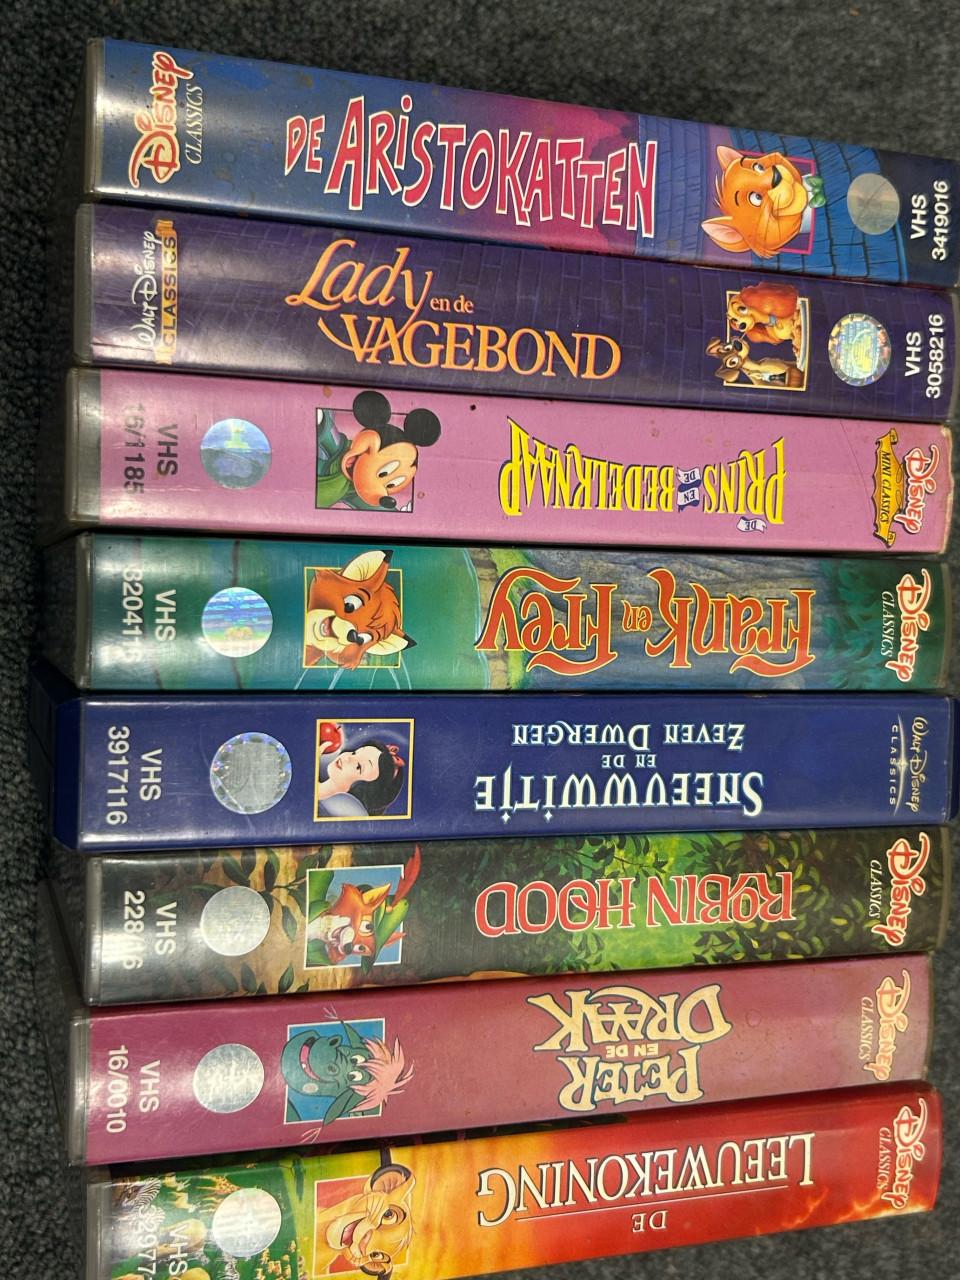 DISNEY
CLASSICS
DE ARISTOKATTEN
VHS
3419016
WALT DISNEY
CLASSICS
Lady en de
VAGEBOND
VHS
3058216
DISNEY
MINI CLASSICS
DE
PRINS EN DE BEDELKNAAP
VHS
16/1185
DISNEY
CLASSICS
Frank en Frey
VHS
WALT DISNEY
CLASSICS
SNEEUWWITJE
EN DE
ZEVEN DWERGEN
VHS
3917116
DISNEY
CLASSICS
ROBIN HOOD
VHS
DISNEY
CLASSICS
PETER
EN DE
DRAAK
VHS
16/0010
DISNEY
CLASSICS
DE
LEEUWEKONING
VHS